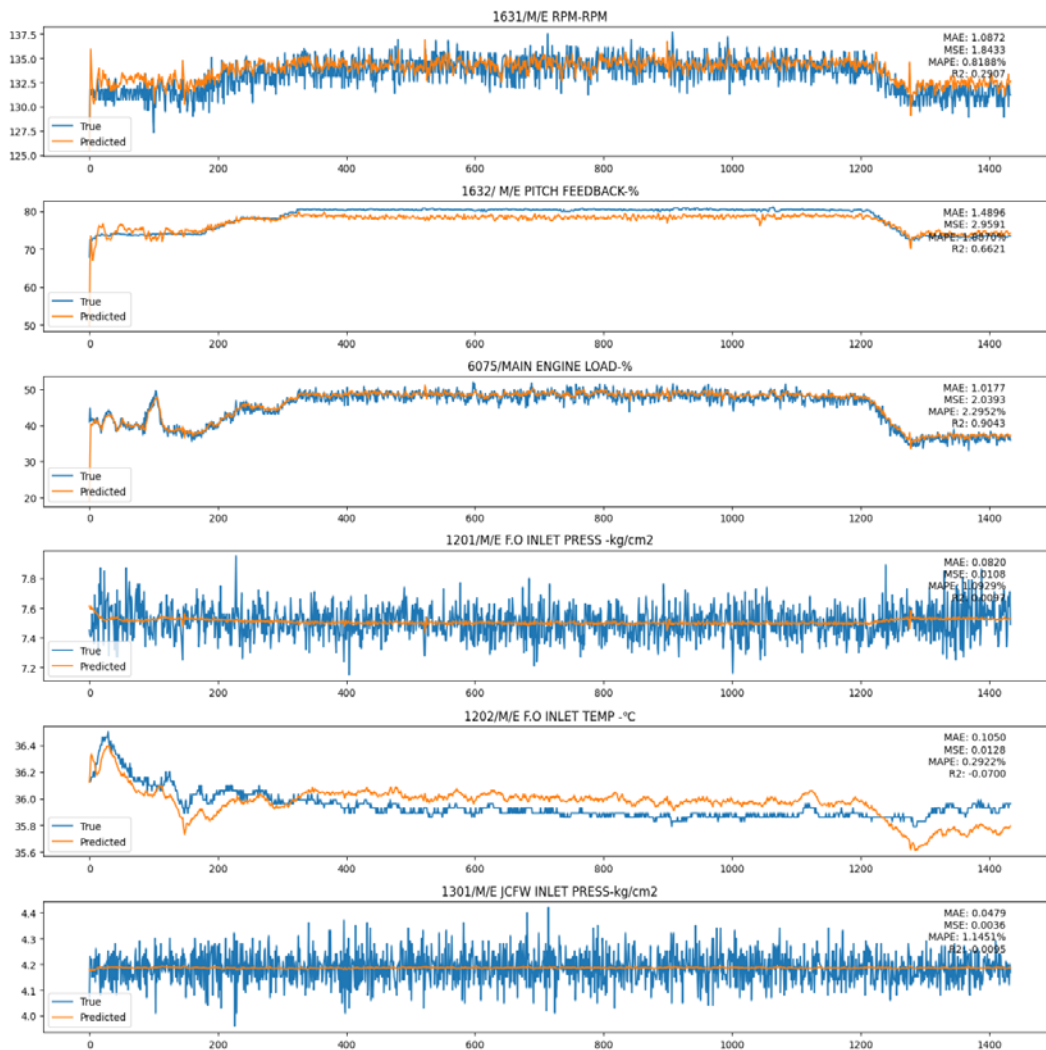 1631/M/E RPM-RPM
137.5
135.0
132.5
130.0
127.5
125.0
MAE: 1.0872
MSE: 1.8433
MAPE: 0.8188%
R2: 0.2907
True
Predicted
0 200 400 600 800 1000 1200 1400
1632/ M/E PITCH FEEDBACK-%
80
70
60
50
MAE: 1.4896
MSE: 2.9591
R2: 0.6621
True
Predicted
0 200 400 600 800 1000 1200 1400
6075/MAIN ENGINE LOAD-%
50
40
30
20
MAE: 1.0177
MSE: 2.0393
MAPE: 2.2952%
R2: 0.9043
True
Predicted
0 200 400 600 800 1000 1200 1400
1201/M/E F.O INLET PRESS -kg/cm2
7.8
7.6
7.4
7.2
MAE: 0.0820
MSE: 0.0108
MAPE: 1.0929%
R2: 0.0097
True
Predicted
0 200 400 600 800 1000 1200 1400
1202/M/E F.O INLET TEMP -℃
36.4
36.2
36.0
35.8
35.6
MAE: 0.1050
MSE: 0.0128
MAPE: 0.2922%
R2: -0.0700
True
Predicted
0 200 400 600 800 1000 1200 1400
1301/M/E JCFW INLET PRESS-kg/cm2
4.4
4.3
4.2
4.1
4.0
MAE: 0.0479
MSE: 0.0036
MAPE: 1.1451%
True
Predicted
0 200 400 600 800 1000 1200 1400